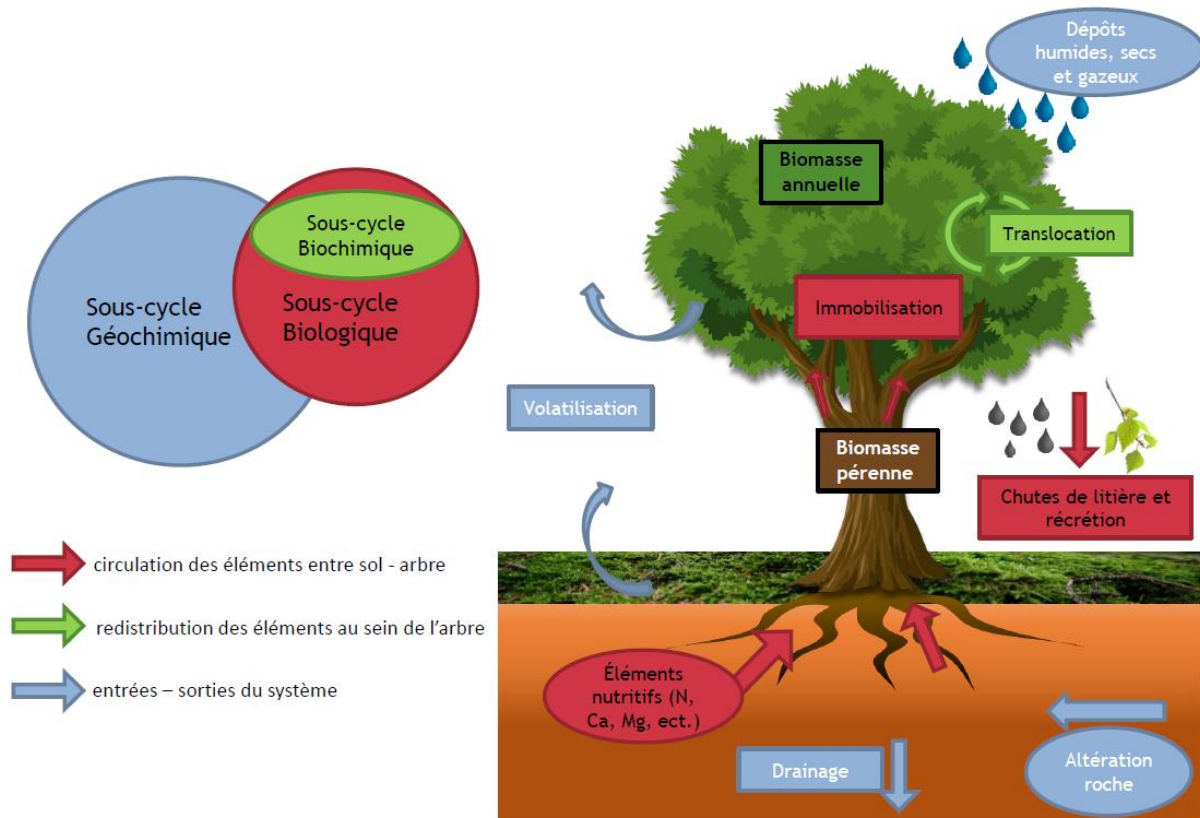 Dépôts
humides, secs
et gazeux
Biomasse
annuelle
Sous-cycle
Biochimique
Translocation
Sous-cycle
Géochimique
Sous-cycle
Biologique
Immobilisation
Volatilisation
Biomasse
pérenne
Chutes de litière et
récrétion
circulation des éléments entre sol - arbre
redistribution des éléments au sein de l'arbre
entrées – sorties du système
Éléments
nutritifs (N,
Ca, Mg, ect.)
Drainage
Altération
roche